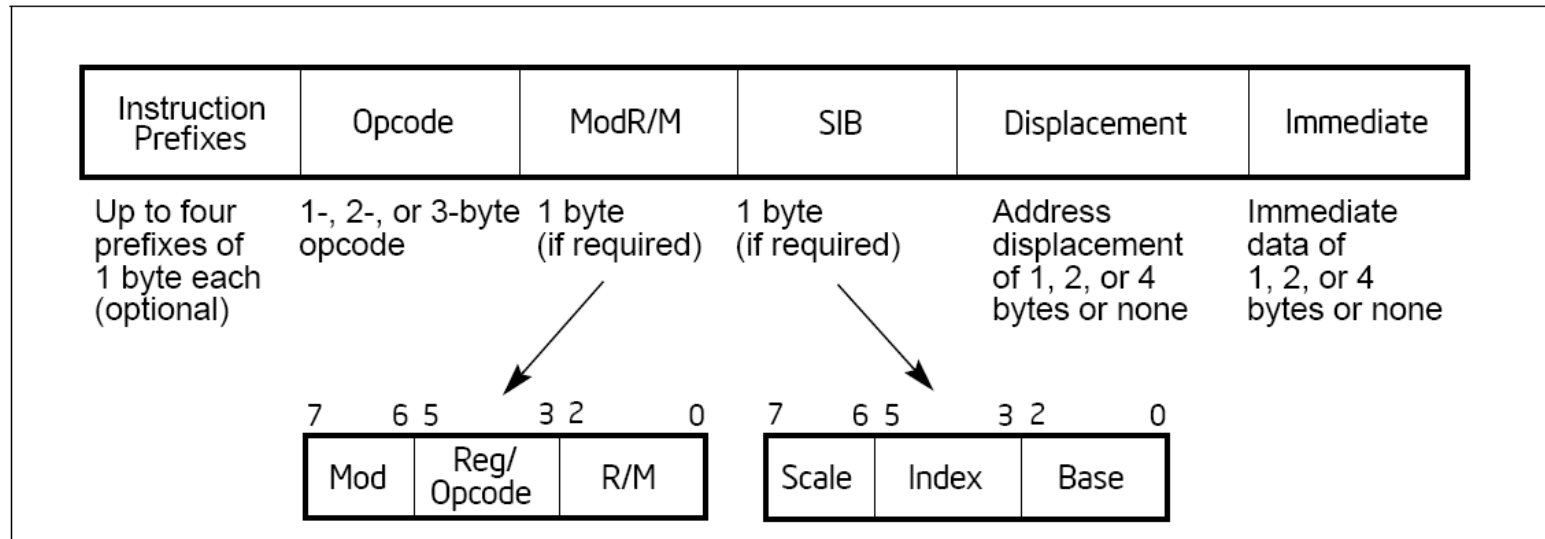 Instruction
Prefixes
Opcode
ModR/M
SIB
Displacement
Immediate
Up to four
prefixes of
1 byte each
(optional)
1-, 2-, or 3-byte
opcode
1 byte
(if required)
1 byte
(if required)
Address
displacement
of 1, 2, or 4
bytes or none
Immediate
data of
1, 2, or 4
bytes or none
7 6 5 3 2 0
Mod
Reg/
Opcode
R/M
7 6 5 3 2 0
Scale
Index
Base